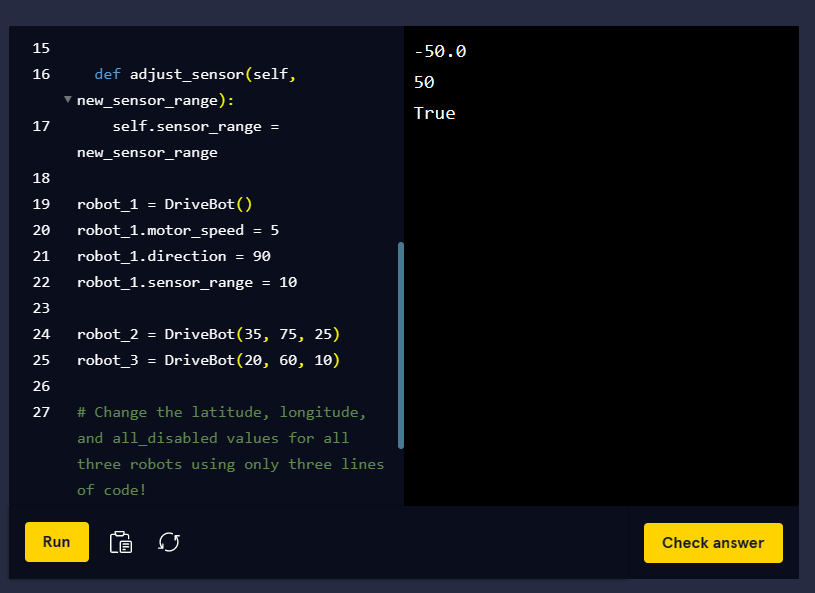 15
16 def adjust_sensor(self,
new_sensor_range):
17 self.sensor_range =
new_sensor_range
18
19 robot_1 = DriveBot()
20 robot_1.motor_speed = 5
21 robot_1.direction = 90
22 robot_1.sensor_range = 10
23
24 robot_2 = DriveBot(35, 75, 25)
25 robot_3 = DriveBot(20, 60, 10)
26
27 # Change the latitude, longitude,
and all_disabled values for all
three robots using only three lines
of code!
-50.0
50
True
Run
Check answer